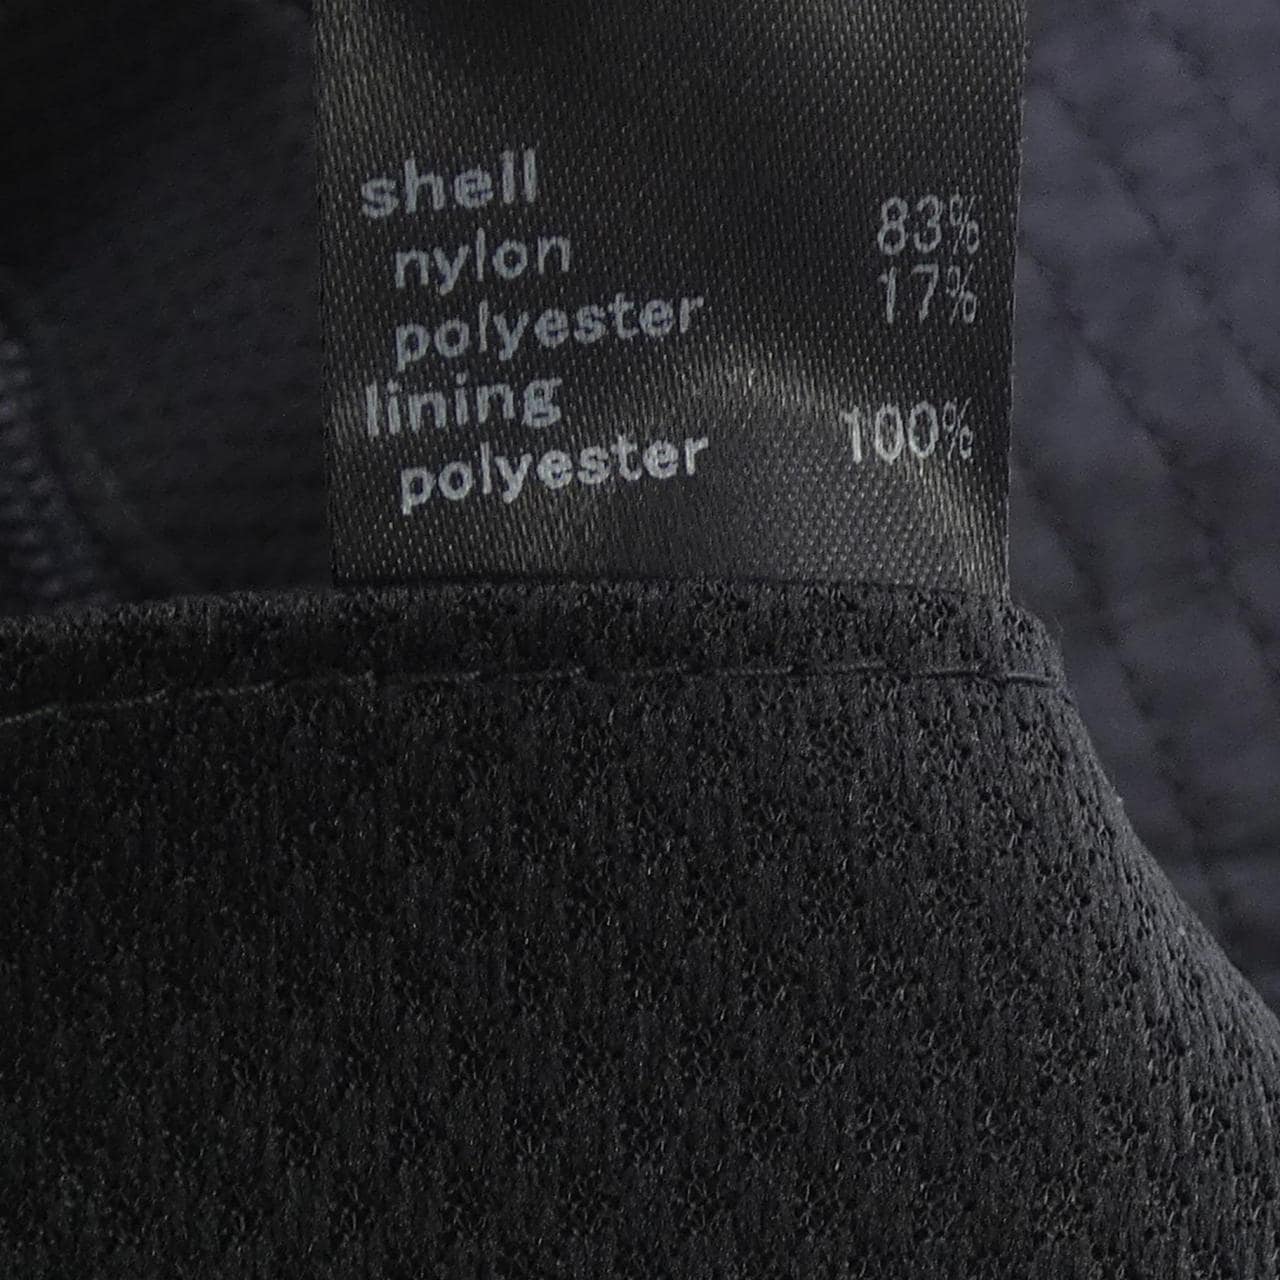 shell
nylon 83%
polyester 17%
lining
polyester 100%